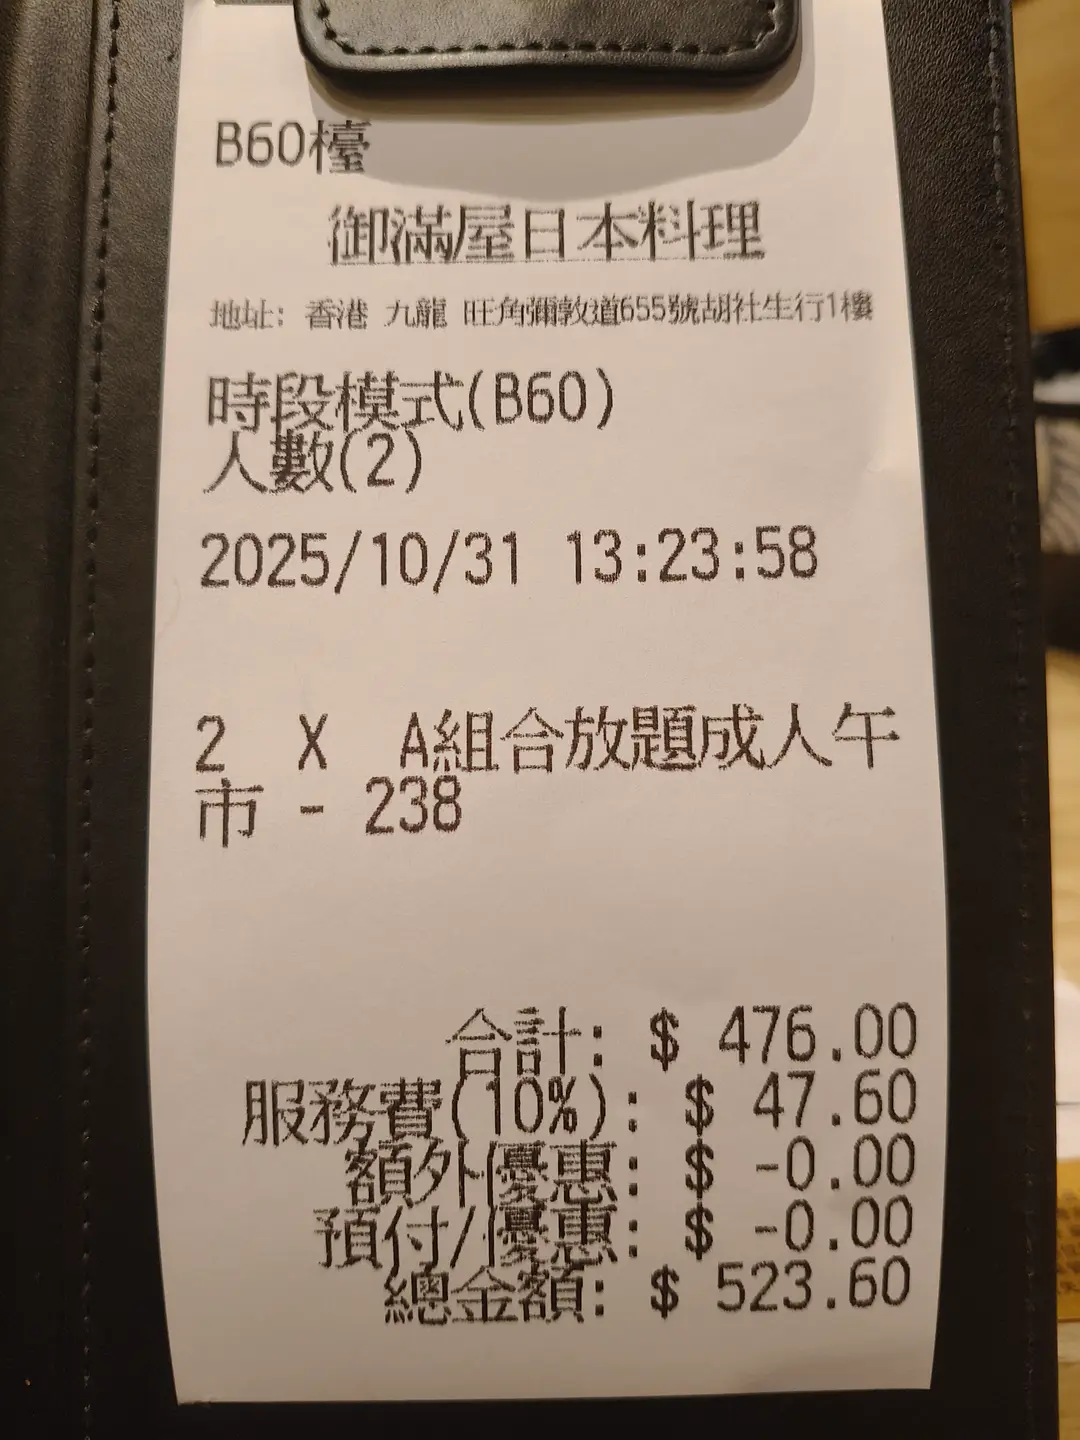 B60檯
御滿屋日本料理
地址: 香港 九龍 旺角彌敦道655號胡社生行1樓
時段模式(B60)
人數(2)
2025/10/31 13:23:58
2 X A組合放題成人午
市 - 238
合計: $ 476.00
服務費(10%): $ 47.60
額外優惠: $ -0.00
預付/優惠: $ -0.00
總金額: $ 523.60